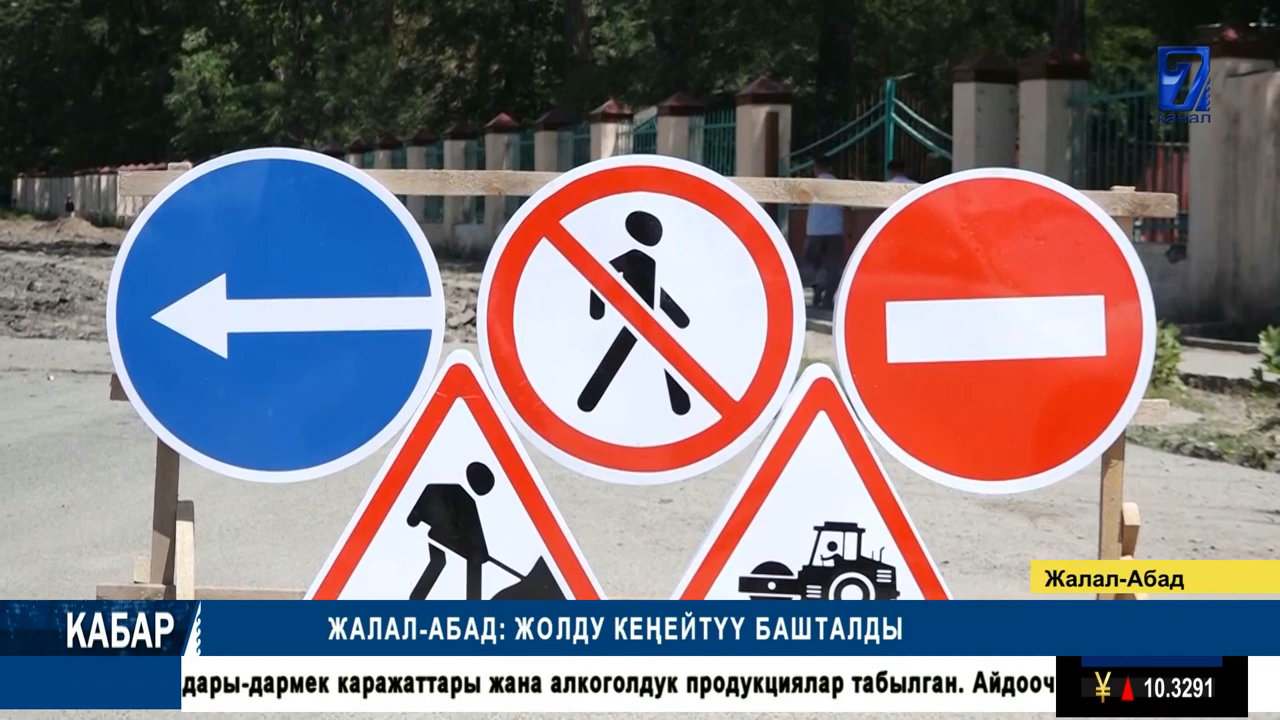 7
канал
Жалал-Абад
КАБАР
ЖАЛАЛ-АБАД: ЖОЛДУ КЕҢЕЙТҮҮ БАШТАЛДЫ
дары-дармек каражаттары жана алкоголдук продукциялар табылган. Айдооч
¥ ▲ 10.3291